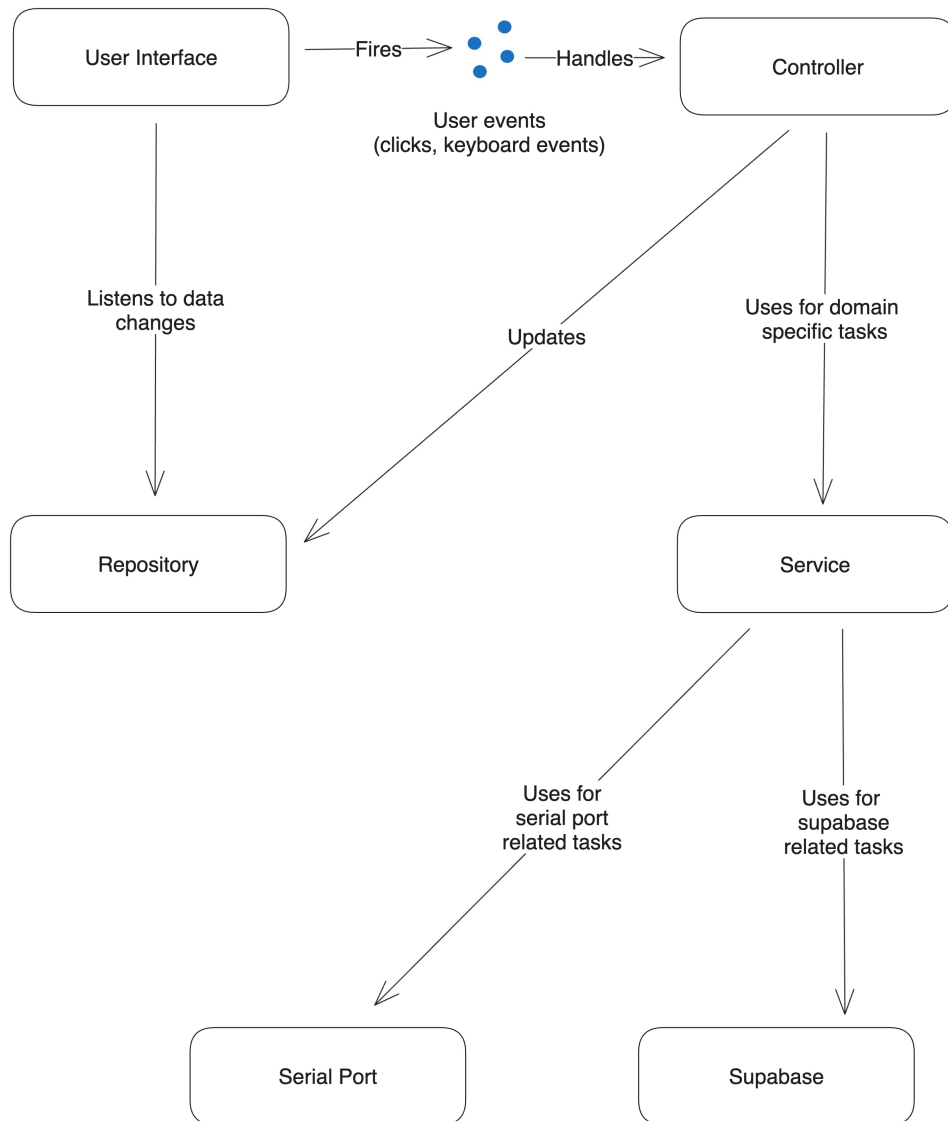 User Interface
Fires
Handles
Controller
User events
(clicks, keyboard events)
Listens to data
changes
Updates
Uses for domain
specific tasks
Repository
Service
Uses for
serial port
related tasks
Uses for
supabase
related tasks
Serial Port
Supabase